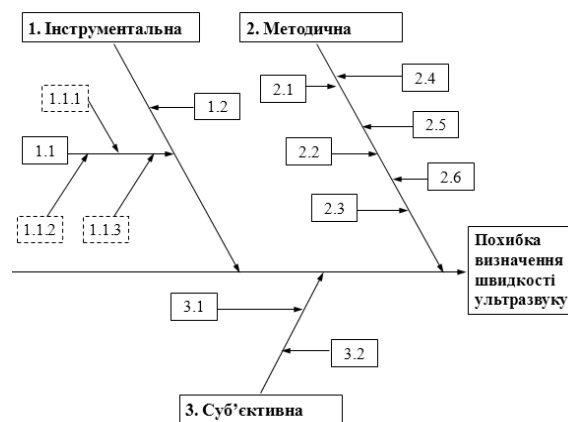 1. Інструментальна
2. Методична
1.1.1
1.2
2.1
2.4
2.5
1.1
2.2
2.6
1.1.2
1.1.3
2.3
Похибка
визначення
швидкості
ультразвуку
3.1
3.2
3. Суб’єктивна